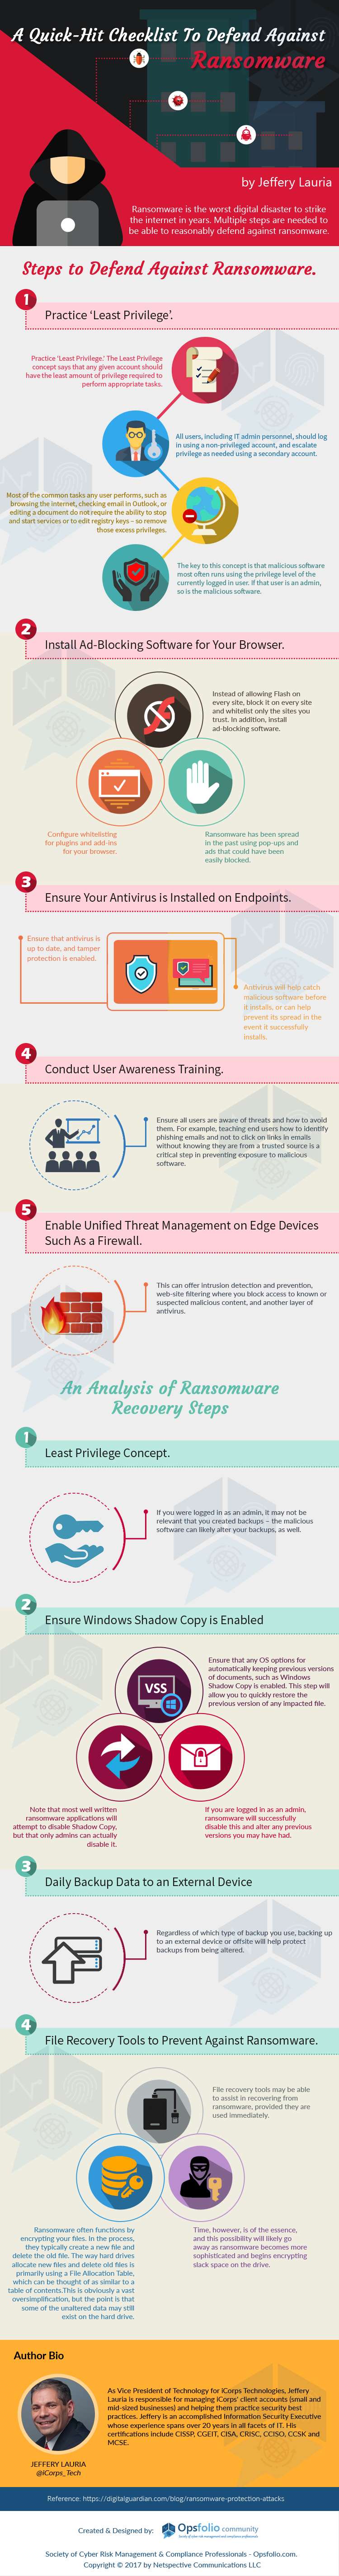 A Quick-Hit Checklist To Defend Against
Ransomware
by Jeffery Lauria
Ransomware is the worst digital disaster to strike
the internet in years. Multiple steps are needed to
be able to reasonably defend against ransomware.
Steps to Defend Against Ransomware.
1
Practice ‘Least Privilege’.
Practice ‘Least Privilege.’ The Least Privilege
concept says that any given account should
have the least amount of privilege required to
perform appropriate tasks.
All users, including IT admin personnel, should log
in using a non-privileged account, and escalate
privilege as needed using a secondary account.
Most of the common tasks any user performs, such as
browsing the internet, checking email in Outlook, or
editing a document do not require the ability to stop
and start services or to edit registry keys – so remove
those excess privileges.
The key to this concept is that malicious software
most often runs using the privilege level of the
currently logged in user. If that user is an admin,
so is the malicious software.
2
Install Ad-Blocking Software for Your Browser.
Instead of allowing Flash on
every site, block it on every site
and whitelist only the sites you
trust. In addition, install
ad-blocking software.
Configure whitelisting
for plugins and add-ins
for your browser.
Ransomware has been spread
in the past using pop-ups and
ads that could have been
easily blocked.
3
Ensure Your Antivirus is Installed on Endpoints.
Ensure that antivirus is
up to date, and tamper
protection is enabled.
Antivirus will help catch
malicious software before
it installs, or can help
prevent its spread in the
event it successfully
installs.
4
Conduct User Awareness Training.
Ensure all users are aware of threats and how to avoid
them. For example, teaching end users how to identify
phishing emails and not to click on links in emails
without knowing they are from a trusted source is a
critical step in preventing exposure to malicious
software.
5
Enable Unified Threat Management on Edge Devices
Such As a Firewall.
This can offer intrusion detection and prevention,
web-site filtering where you block access to known or
suspected malicious content, and another layer of
antivirus.
An Analysis of Ransomware
Recovery Steps
1
Least Privilege Concept.
If you were logged in as an admin, it may not be
relevant that you created backups – the malicious
software can likely alter your backups, as well.
2
Ensure Windows Shadow Copy is Enabled
VSS
Ensure that any OS options for
automatically keeping previous versions
of documents, such as Windows
Shadow Copy is enabled. This step will
allow you to quickly restore the
previous version of any impacted file.
Note that most well written
ransomware applications will
attempt to disable Shadow Copy,
but that only admins can actually
disable it.
If you are logged in as an admin,
ransomware will successfully
disable this and alter any previous
versions you may have had.
3
Daily Backup Data to an External Device
Regardless of which type of backup you use, backing up
to an external device or offsite will help protect
backups from being altered.
4
File Recovery Tools to Prevent Against Ransomware.
File recovery tools may be able
to assist in recovering from
ransomware, provided they are
used immediately.
Ransomware often functions by
encrypting your files. In the process,
they typically create a new file and
delete the old file. The way hard drives
allocate new files and delete old files is
primarily using a File Allocation Table,
which can be thought of as similar to a
table of contents.This is obviously a vast
oversimplification, but the point is that
some of the unaltered data may still
exist on the hard drive.
Time, however, is of the essence,
and this possibility will likely go
away as ransomware becomes more
sophisticated and begins encrypting
slack space on the drive.
Author Bio
As Vice President of Technology for iCorps Technologies, Jeffery
Lauria is responsible for managing iCorps' client accounts (small and
mid-sized businesses) and helping them practice security best
practices. Jeffery is an accomplished Information Security Executive
whose experience spans over 20 years in all facets of IT. His
certifications include CISSP, CGEIT, CISA, CRISC, CCISO, CCSK and
MCSE.
JEFFERY LAURIA
@iCorps_Tech
Reference: https://digitalguardian.com/blog/ransomware-protection-attacks
Created & Designed by:
Opsfolio community
Society of cyber risk management and compliance professionals
Society of Cyber Risk Management & Compliance Professionals - Opsfolio.com.
Copyright © 2017 by Netspective Communications LLC